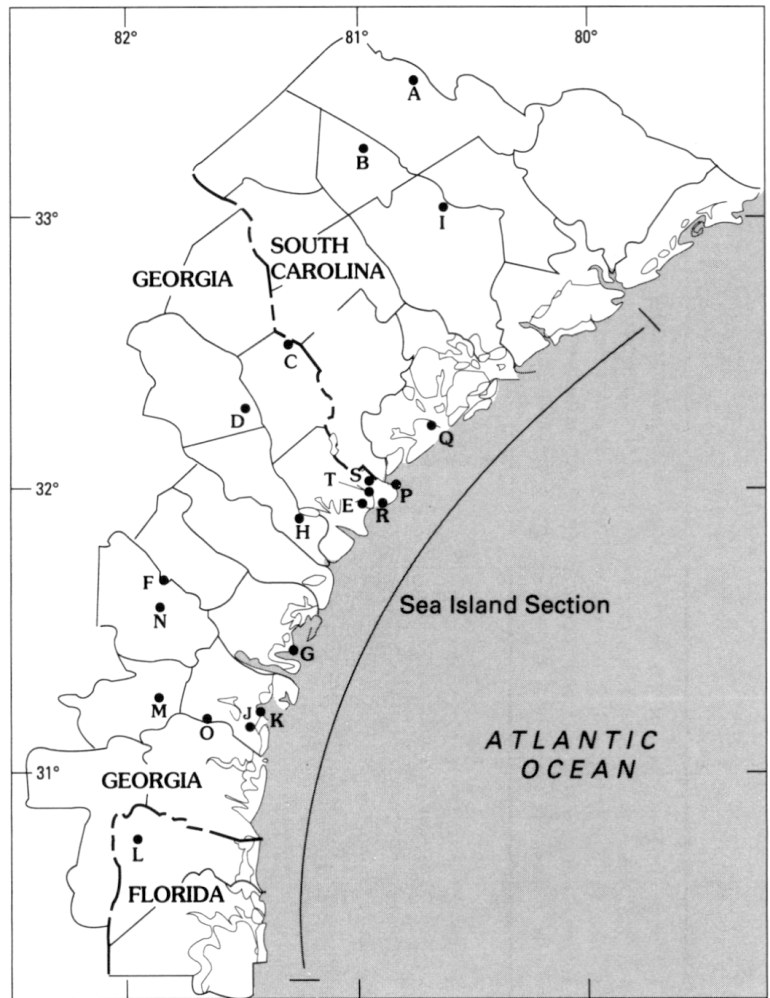 82°
81°
80°
A
B
I
33°
SOUTH
CAROLINA
GEORGIA
C
D
Q
32°
S
T
P
E
R
H
F
N
Sea Island Section
G
M
J
K
O
ATLANTIC
OCEAN
31°
GEORGIA
L
FLORIDA